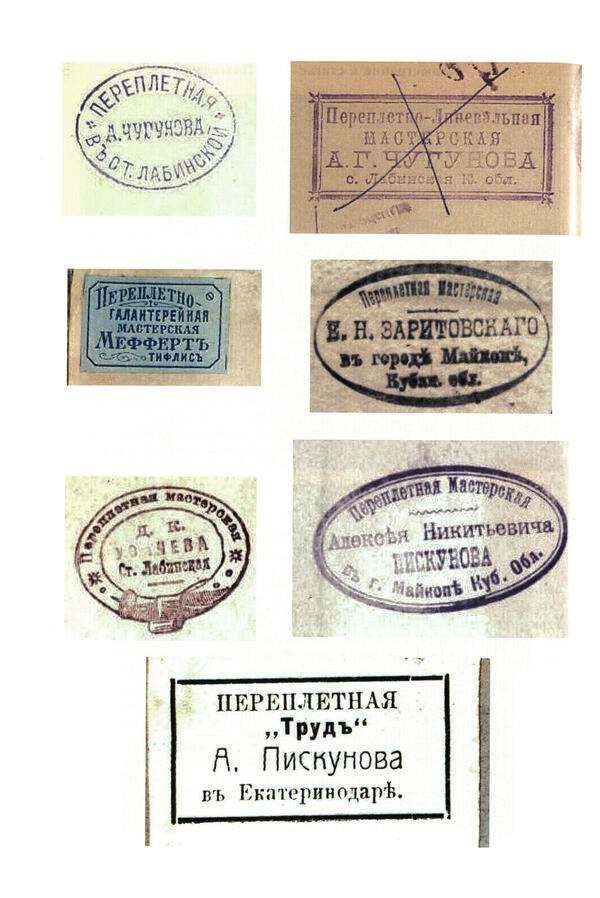 ПЕРЕПЛЕТНАЯ
А. ЧУГУНОВА
ВЪ СТ. ЛАБИНСКОЙ
Переплетно-Линевальная
МАСТЕРСКАЯ
А. Г. ЧУГУНОВА
с. Лабинская К. обл.
ПЕРЕПЛЕТНО-
ГАЛАНТЕРЕЙНАЯ
МАСТЕРСКАЯ
МЕФФЕРТЪ
ТИФЛИСЪ
Переплетная Мастерская
Е. Н. ЗАРИТОВСКАГО
въ городѣ Майкопѣ,
Кубан. обл.
Переплетная мастерская
Д. К.
Ст. Лабинская
Переплетная Мастерская
Алексѣя Никитьевича
ПИСКУНОВА
въ г. Майкопѣ Куб. Обл.
ПЕРЕПЛЕТНАЯ
„Трудъ“
А. Пискунова
въ Екатеринодарѣ.